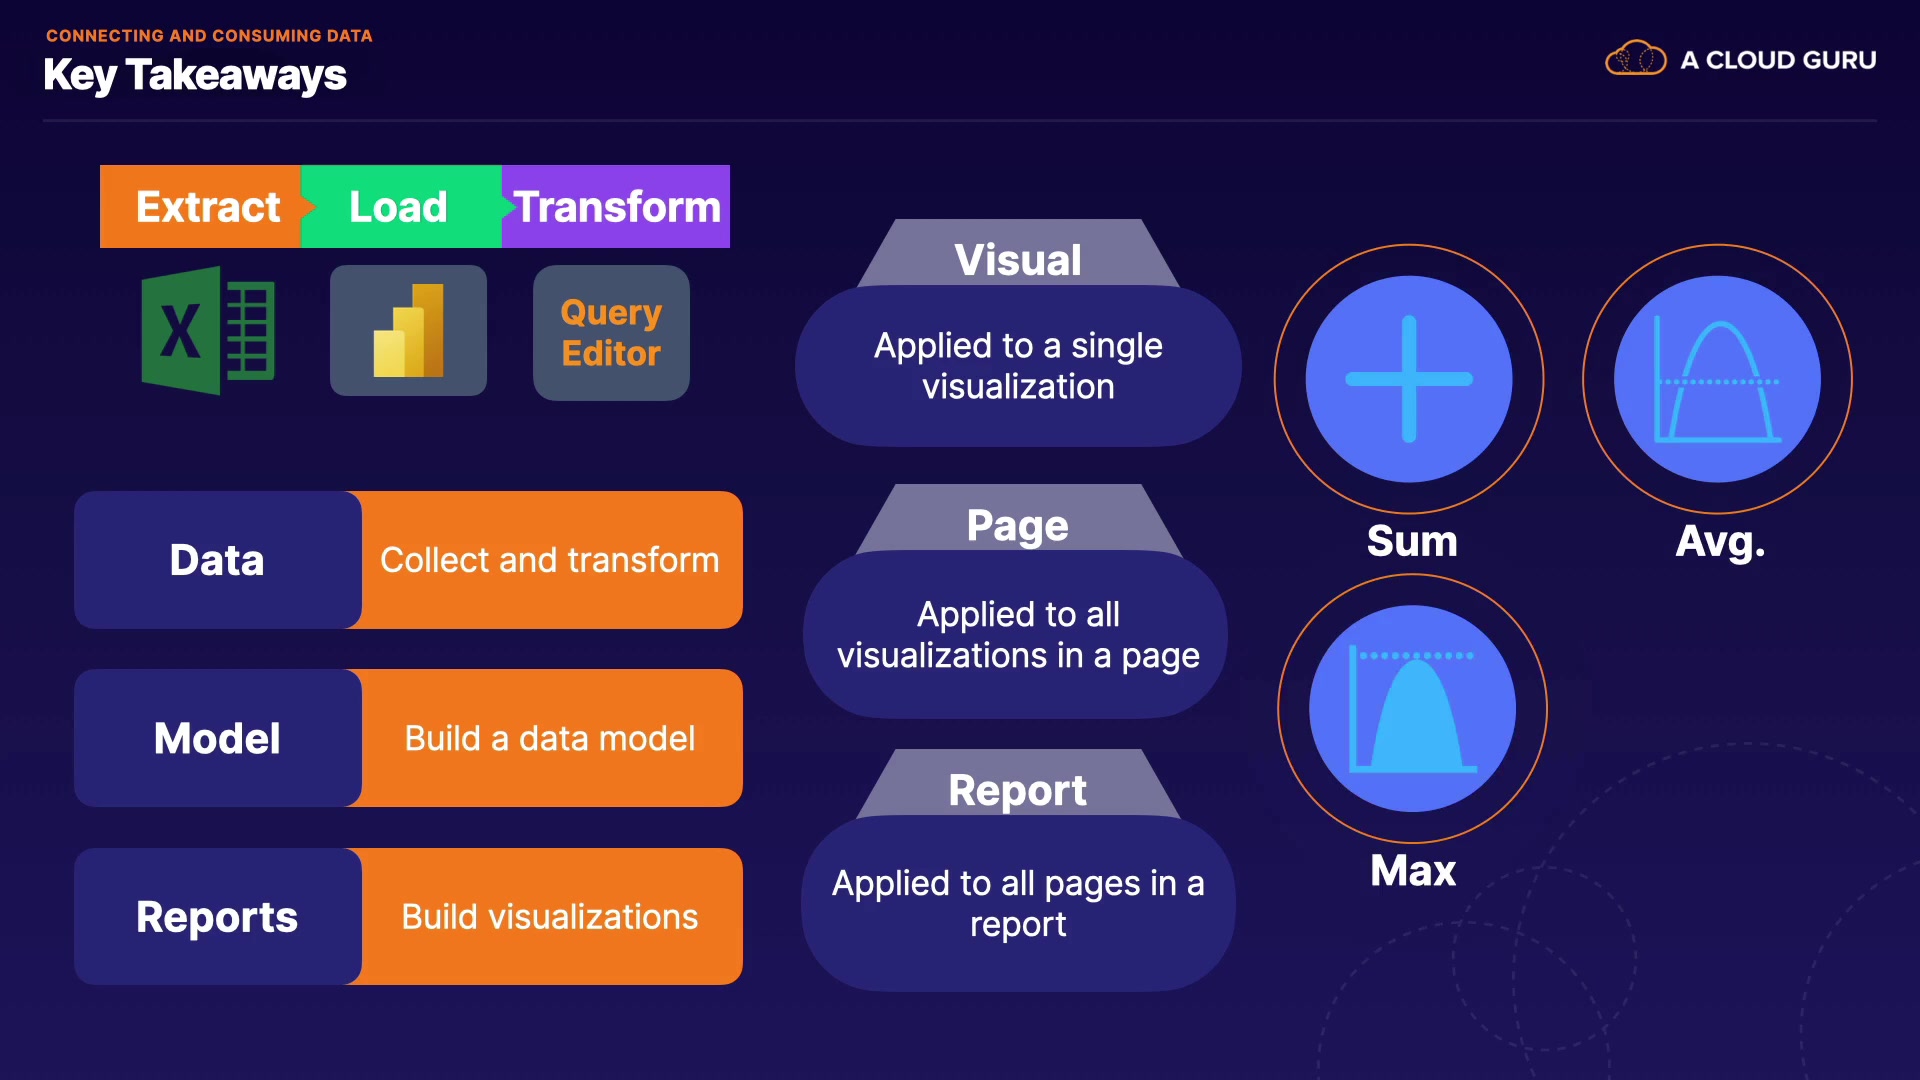 CONNECTING AND CONSUMING DATA
Key Takeaways
A CLOUD GURU
Extract
Load
Transform
X
Query
Editor
Data
Collect and transform
Model
Build a data model
Reports
Build visualizations
Visual
Applied to a single
visualization
Page
Applied to all
visualizations in a page
Report
Applied to all pages in a
report
Sum
Avg.
Max